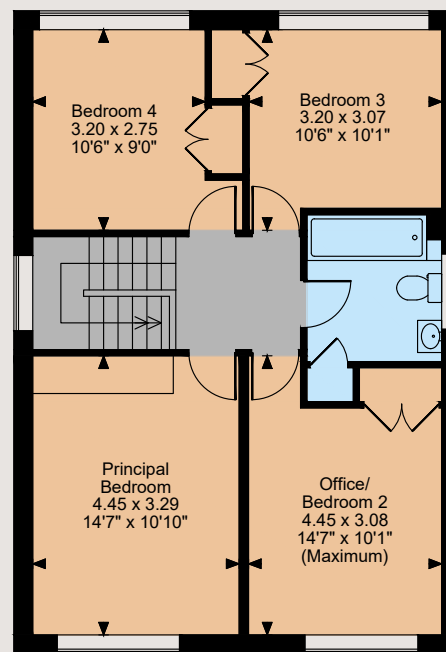 Bedroom 4
3.20 x 2.75
10'6" x 9'0"
Bedroom 3
3.20 x 3.07
10'6" x 10'1"
Principal
Bedroom
4.45 x 3.29
14'7" x 10'10"
Office/
Bedroom 2
4.45 x 3.08
14'7" x 10'1"
(Maximum)